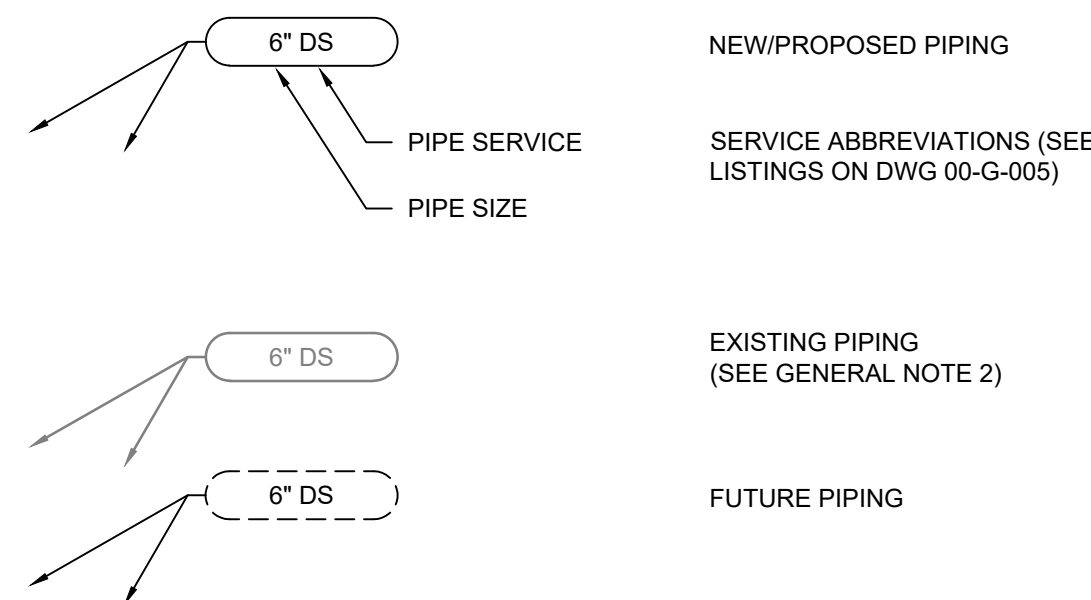 6" DS
NEW/PROPOSED PIPING
PIPE SERVICE
SERVICE ABBREVIATIONS (SEE
LISTINGS ON DWG 00-G-005)
PIPE SIZE
6" DS
EXISTING PIPING
(SEE GENERAL NOTE 2)
6" DS
FUTURE PIPING